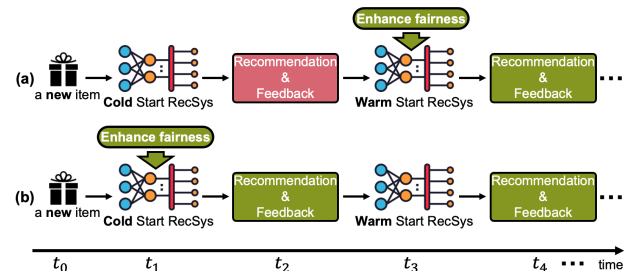 Enhance fairness
(a)
a new item
Cold Start RecSys
Recommendation
&
Feedback
Warm Start RecSys
Recommendation
&
Feedback
...
Enhance fairness
(b)
a new item
Cold Start RecSys
Recommendation
&
Feedback
Warm Start RecSys
Recommendation
&
Feedback
...
t₀ t₁ t₂ t₃ t₄ ... time